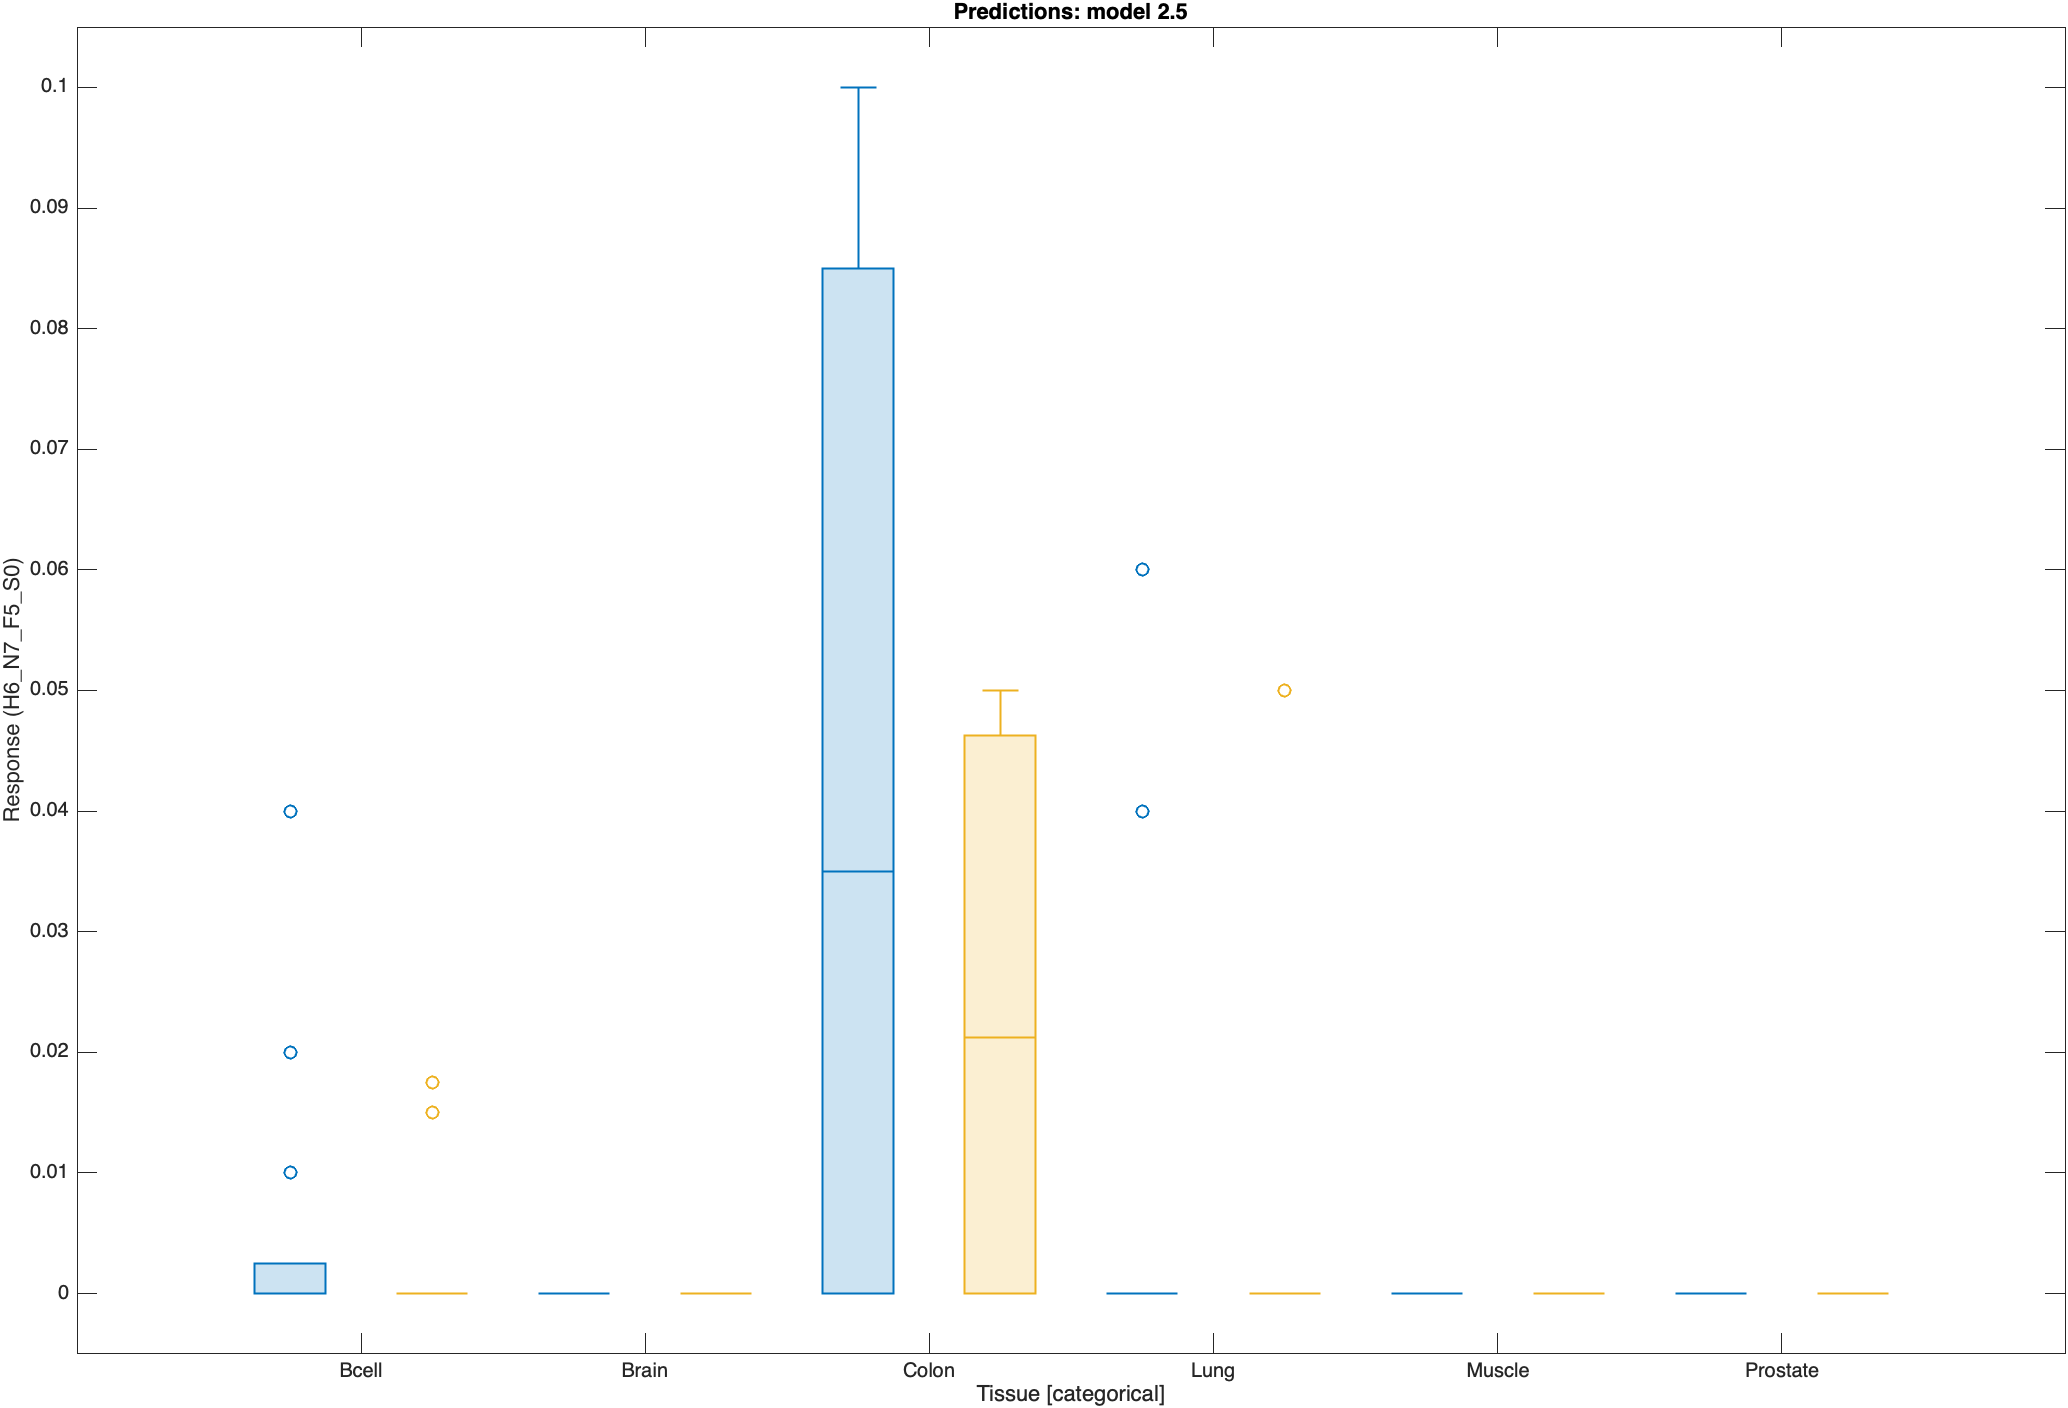 Predictions: model 2.5
0.1
0.09
0.08
0.07
0.06
0.05
0.04
0.03
0.02
0.01
0
Response (H6_N7_F5_S0)
Bcell Brain Colon Lung Muscle Prostate
Tissue [categorical]